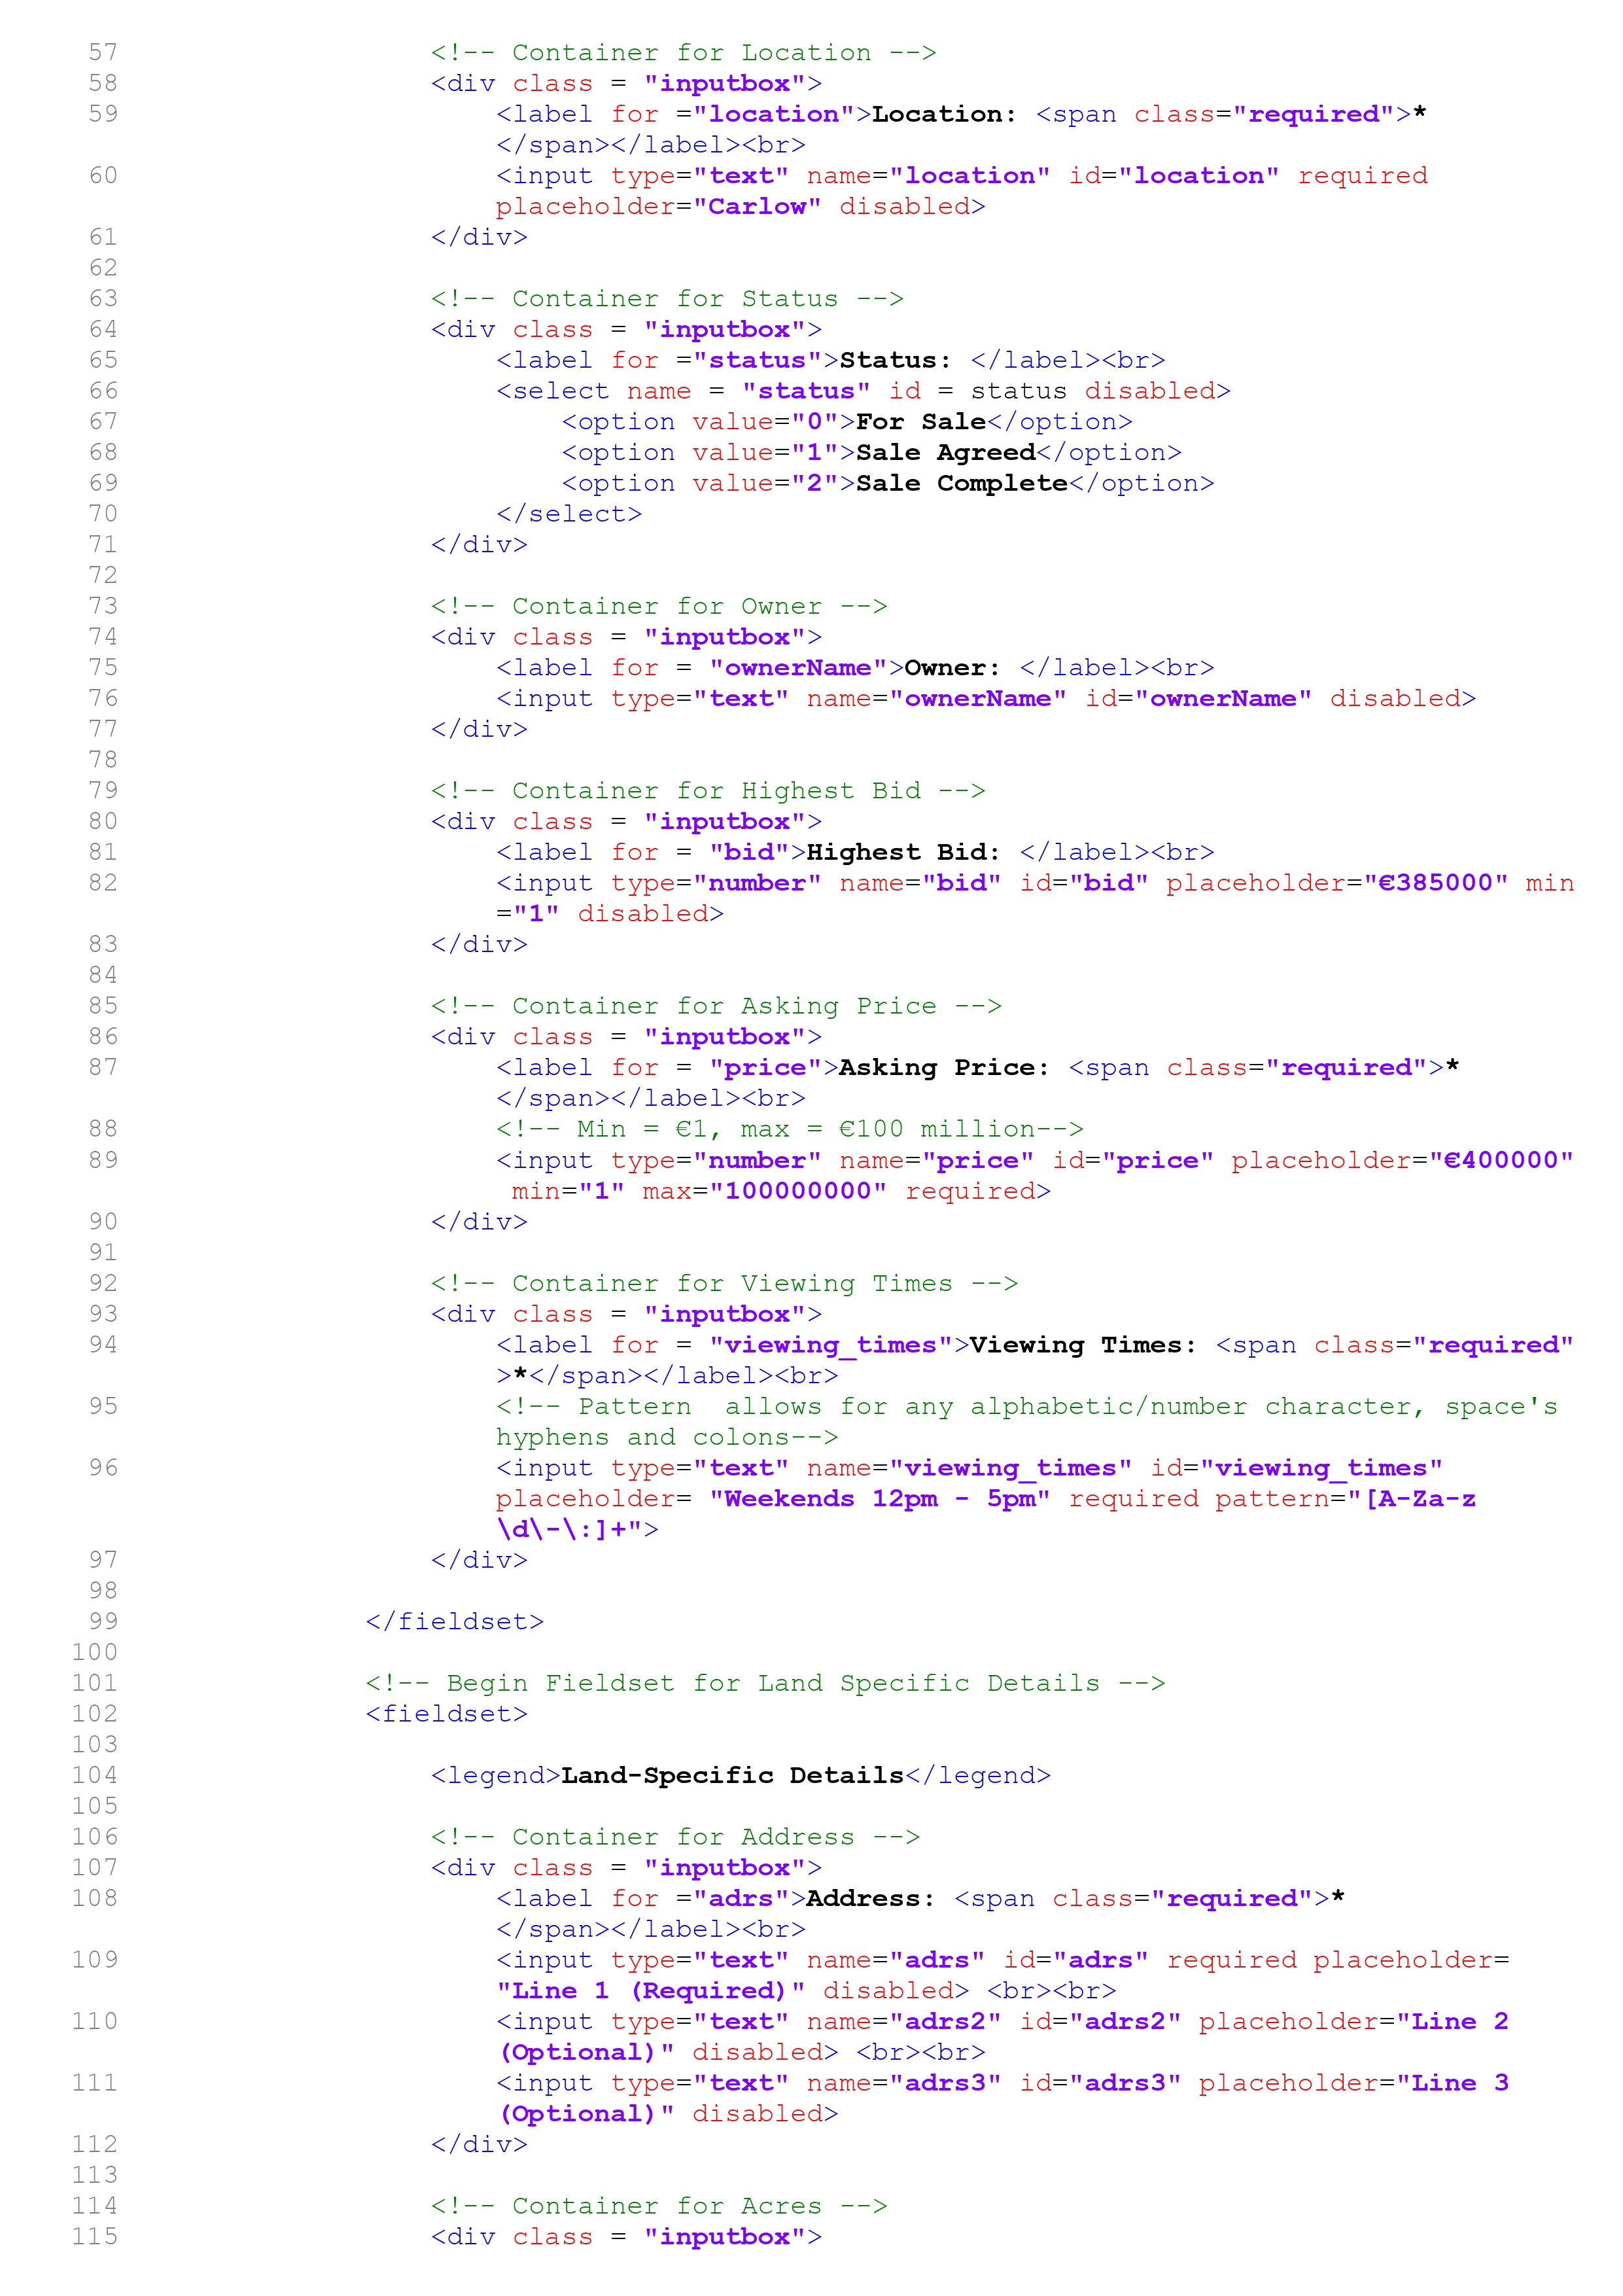 57 <!-- Container for Location -->
58 <div class = "inputbox">
59 <label for ="location">Location: <span class="required">*
</span></label><br>
60 <input type="text" name="location" id="location" required
placeholder="Carlow" disabled>
61 </div>
62
63 <!-- Container for Status -->
64 <div class = "inputbox">
65 <label for ="status">Status: </label><br>
66 <select name = "status" id = status disabled>
67 <option value="0">For Sale</option>
68 <option value="1">Sale Agreed</option>
69 <option value="2">Sale Complete</option>
70 </select>
71 </div>
72
73 <!-- Container for Owner -->
74 <div class = "inputbox">
75 <label for = "ownerName">Owner: </label><br>
76 <input type="text" name="ownerName" id="ownerName" disabled>
77 </div>
78
79 <!-- Container for Highest Bid -->
80 <div class = "inputbox">
81 <label for = "bid">Highest Bid: </label><br>
82 <input type="number" name="bid" id="bid" placeholder="€385000" min
="1" disabled>
83 </div>
84
85 <!-- Container for Asking Price -->
86 <div class = "inputbox">
87 <label for = "price">Asking Price: <span class="required">*
</span></label><br>
88 <!-- Min = €1, max = €100 million-->
89 <input type="number" name="price" id="price" placeholder="€400000"
min="1" max="100000000" required>
90 </div>
91
92 <!-- Container for Viewing Times -->
93 <div class = "inputbox">
94 <label for = "viewing_times">Viewing Times: <span class="required"
>*</span></label><br>
95 <!-- Pattern  allows for any alphabetic/number character, space's
hyphens and colons-->
96 <input type="text" name="viewing_times" id="viewing_times"
placeholder= "Weekends 12pm - 5pm" required pattern="[A-Za-z
\d\-\:]+">
97 </div>
98
99 </fieldset>
100
101 <!-- Begin Fieldset for Land Specific Details -->
102 <fieldset>
103
104 <legend>Land-Specific Details</legend>
105
106 <!-- Container for Address -->
107 <div class = "inputbox">
108 <label for ="adrs">Address: <span class="required">*
</span></label><br>
109 <input type="text" name="adrs" id="adrs" required placeholder=
"Line 1 (Required)" disabled> <br><br>
110 <input type="text" name="adrs2" id="adrs2" placeholder="Line 2
(Optional)" disabled> <br><br>
111 <input type="text" name="adrs3" id="adrs3" placeholder="Line 3
(Optional)" disabled>
112 </div>
113
114 <!-- Container for Acres -->
115 <div class = "inputbox">